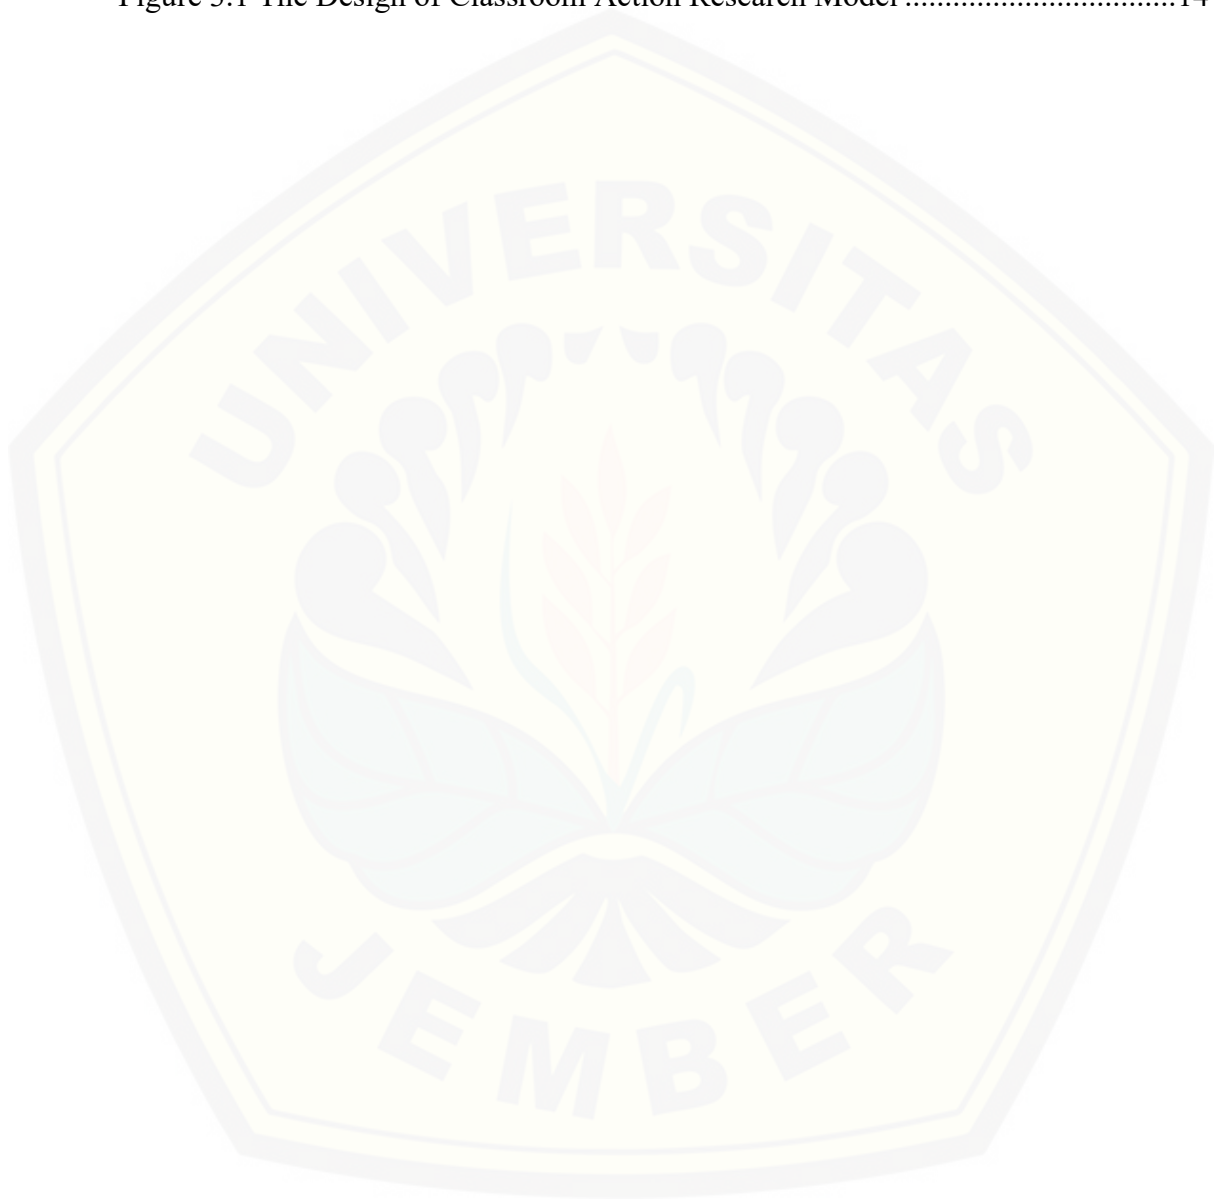 Figure 3.1 The Design of Classroom Action Research Model ..................................14
UNIVERSITAS
JEMBER